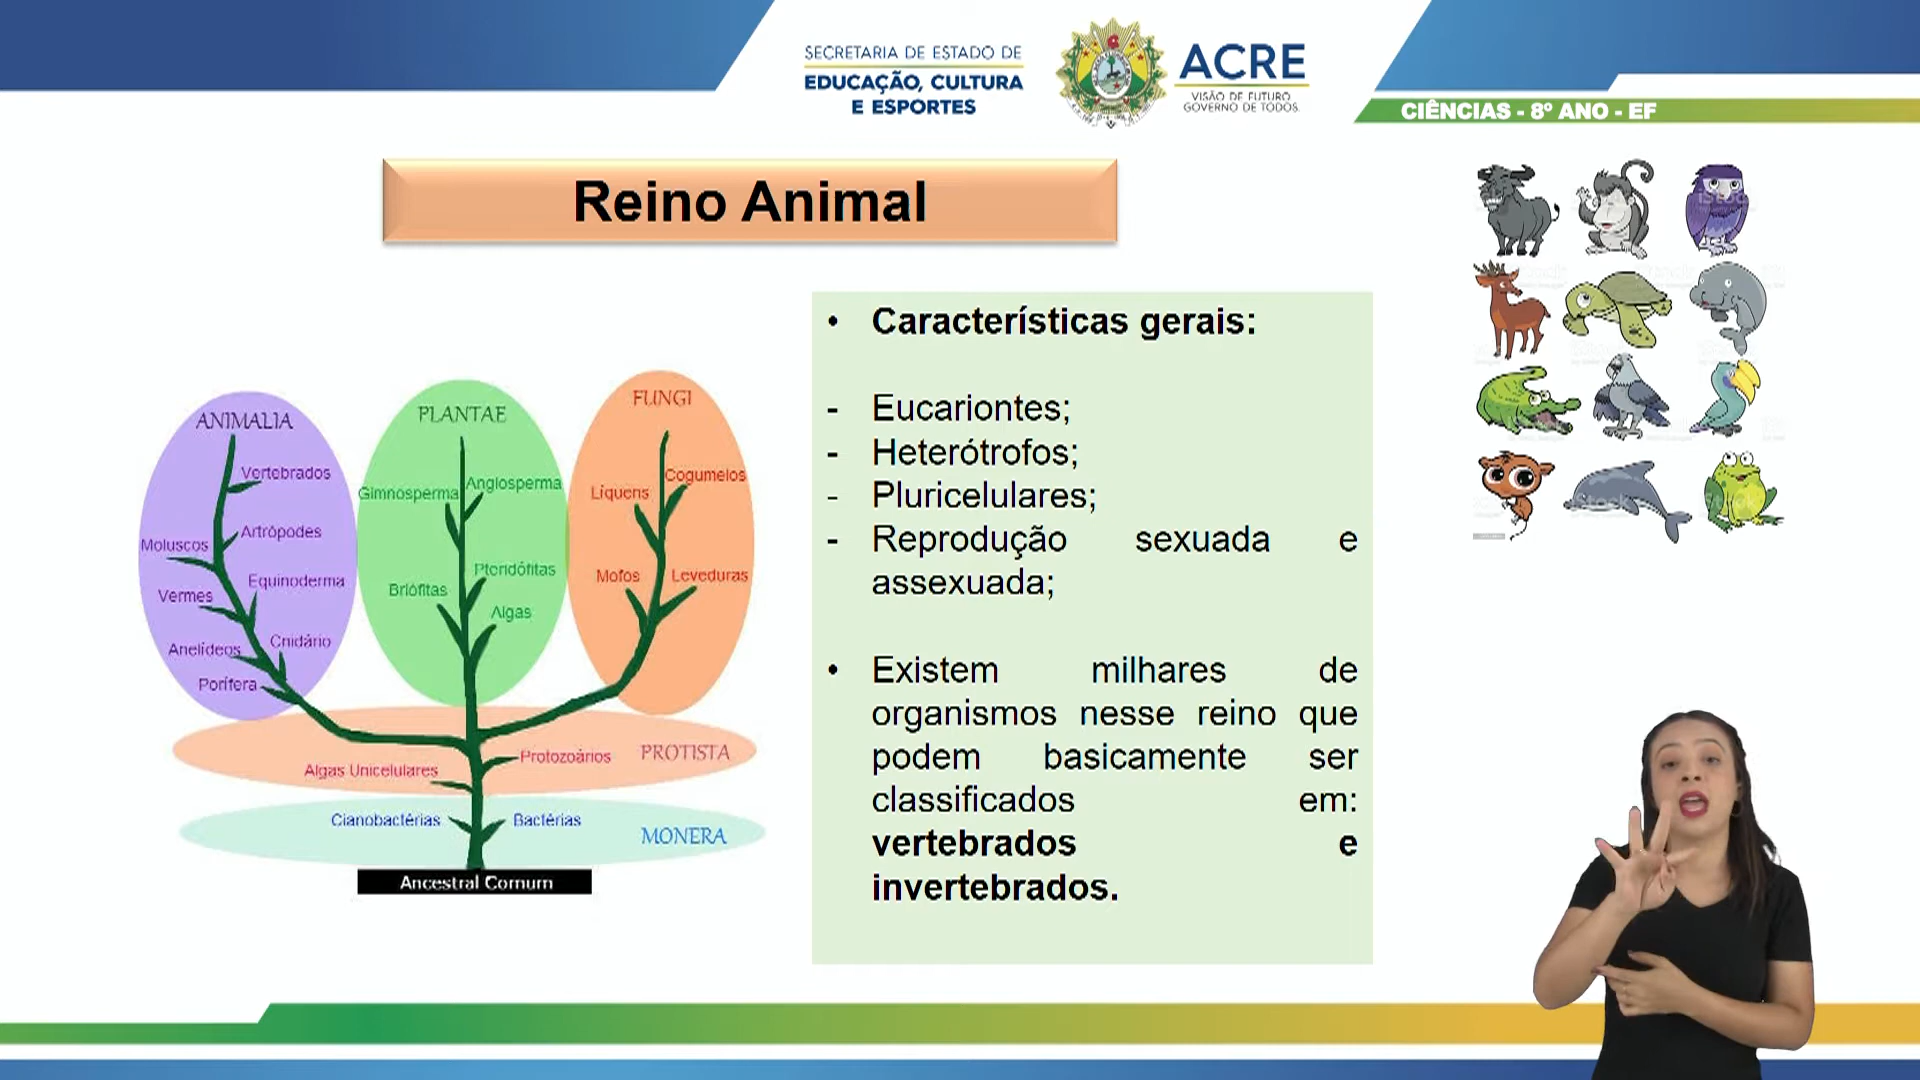 SECRETARIA DE ESTADO DE
EDUCAÇÃO, CULTURA
E ESPORTES
ACRE
VISÃO DE FUTURO
GOVERNO DE TODOS
CIÊNCIAS - 8º ANO - EF
Reino Animal
ANIMALIA
Vertebrados
Artrópodes
Moluscos
Equinoderma
Vermes
Cnidário
Anelídeos
Porífera
PLANTAE
Gimnosperma
Angiosperma
Pteridófitas
Briófitas
Algas
FUNGI
Cogumelos
Líquens
Mofos
Leveduras
Protozoários
PROTISTA
Algas Unicelulares
Cianobactérias
Bactérias
MONERA
Ancestral Comum
• Características gerais:
- Eucariontes;
- Heterótrofos;
- Pluricelulares;
- Reprodução sexuada e
assexuada;
• Existem milhares de
organismos nesse reino que
podem basicamente ser
classificados em:
vertebrados e
invertebrados.